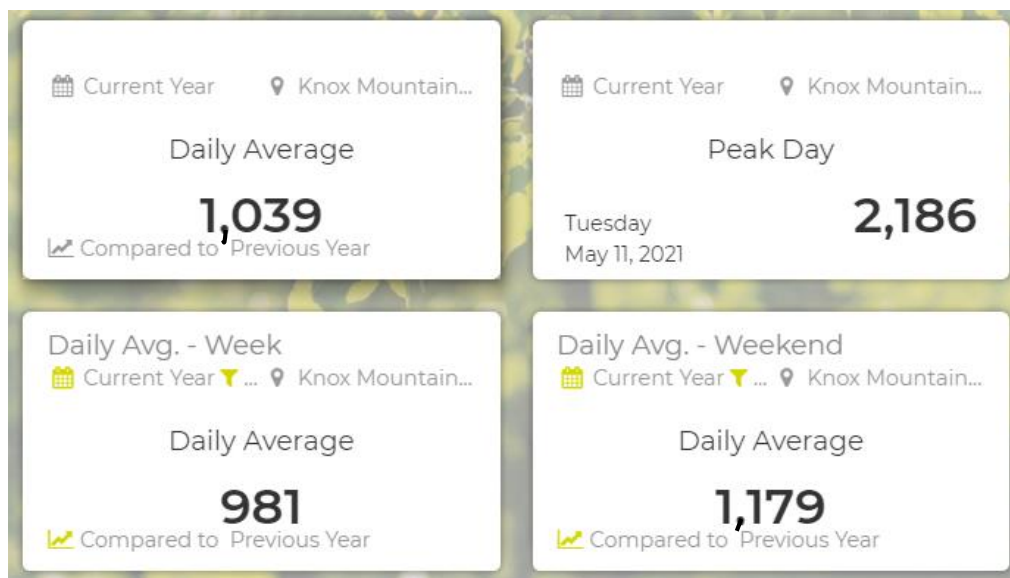 Current Year Knox Mountain...
Daily Average
1,039
Compared to Previous Year
Current Year Knox Mountain...
Peak Day
Tuesday
May 11, 2021
2,186
Daily Avg. - Week
Current Year ... Knox Mountain...
Daily Average
981
Compared to Previous Year
Daily Avg. - Weekend
Current Year ... Knox Mountain...
Daily Average
1,179
Compared to Previous Year